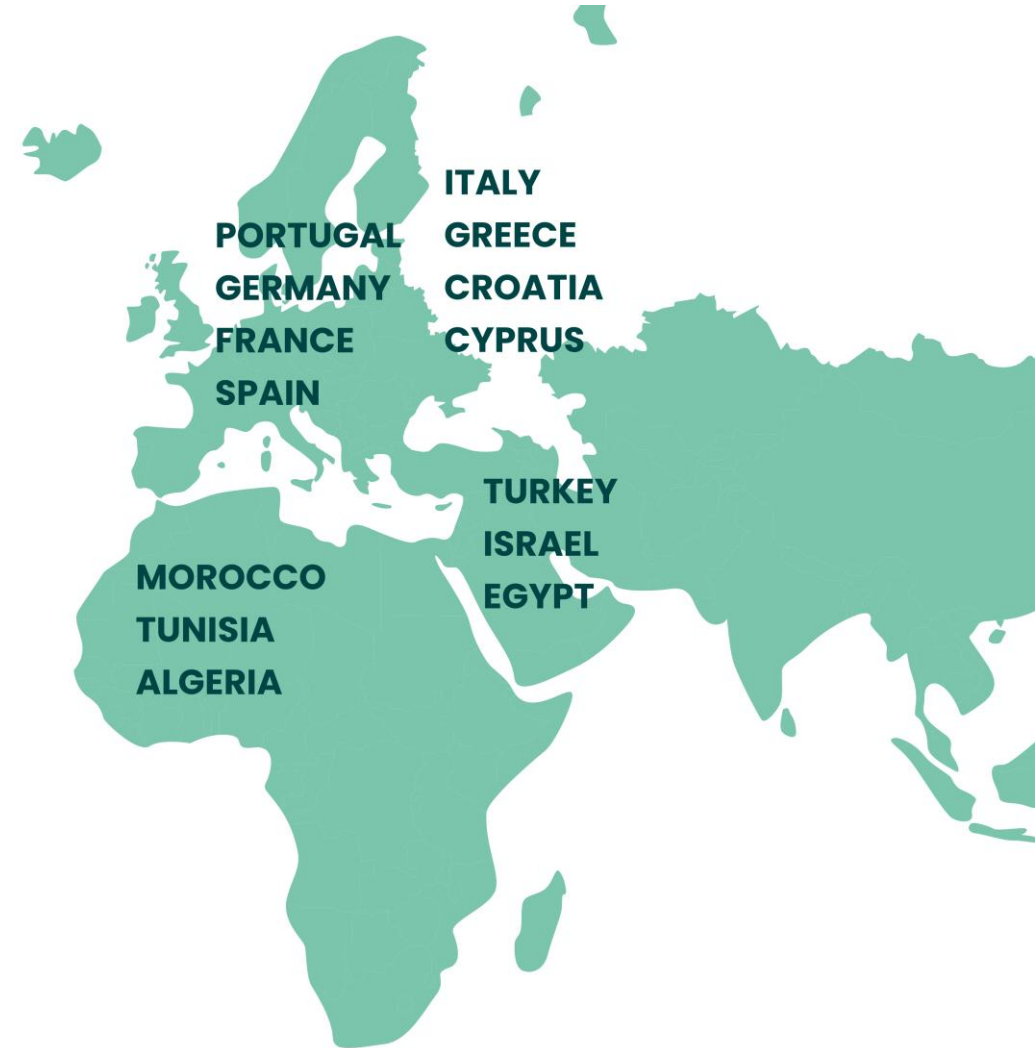 PORTUGAL
GERMANY
FRANCE
SPAIN
ITALY
GREECE
CROATIA
CYPRUS
TURKEY
ISRAEL
EGYPT
MOROCCO
TUNISIA
ALGERIA